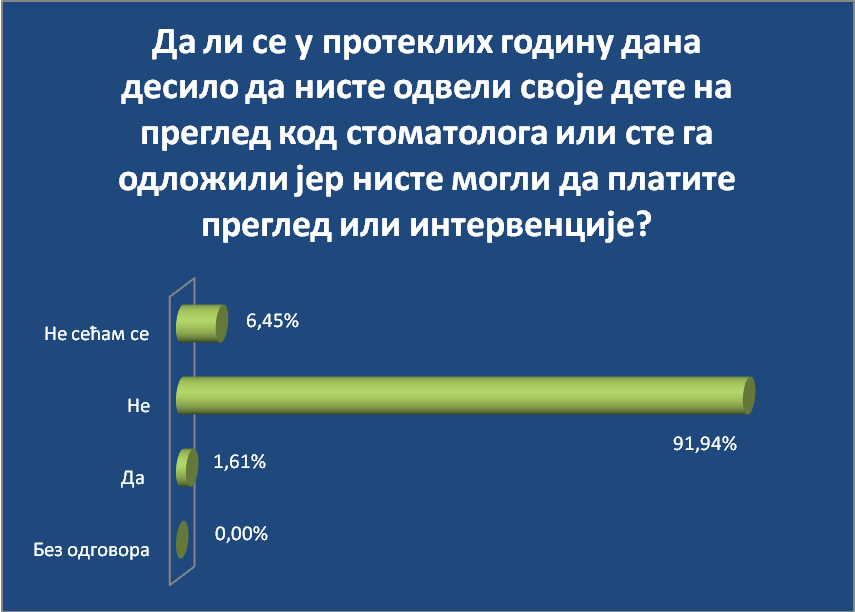 Да ли се у протеклих годину дана
десило да нисте одвели своје дете на
преглед код стоматолога или сте га
одложили јер нисте могли да платите
преглед или интервенције?
Не сећам се
6,45%
Не
91,94%
Да
1,61%
Без одговора
0,00%